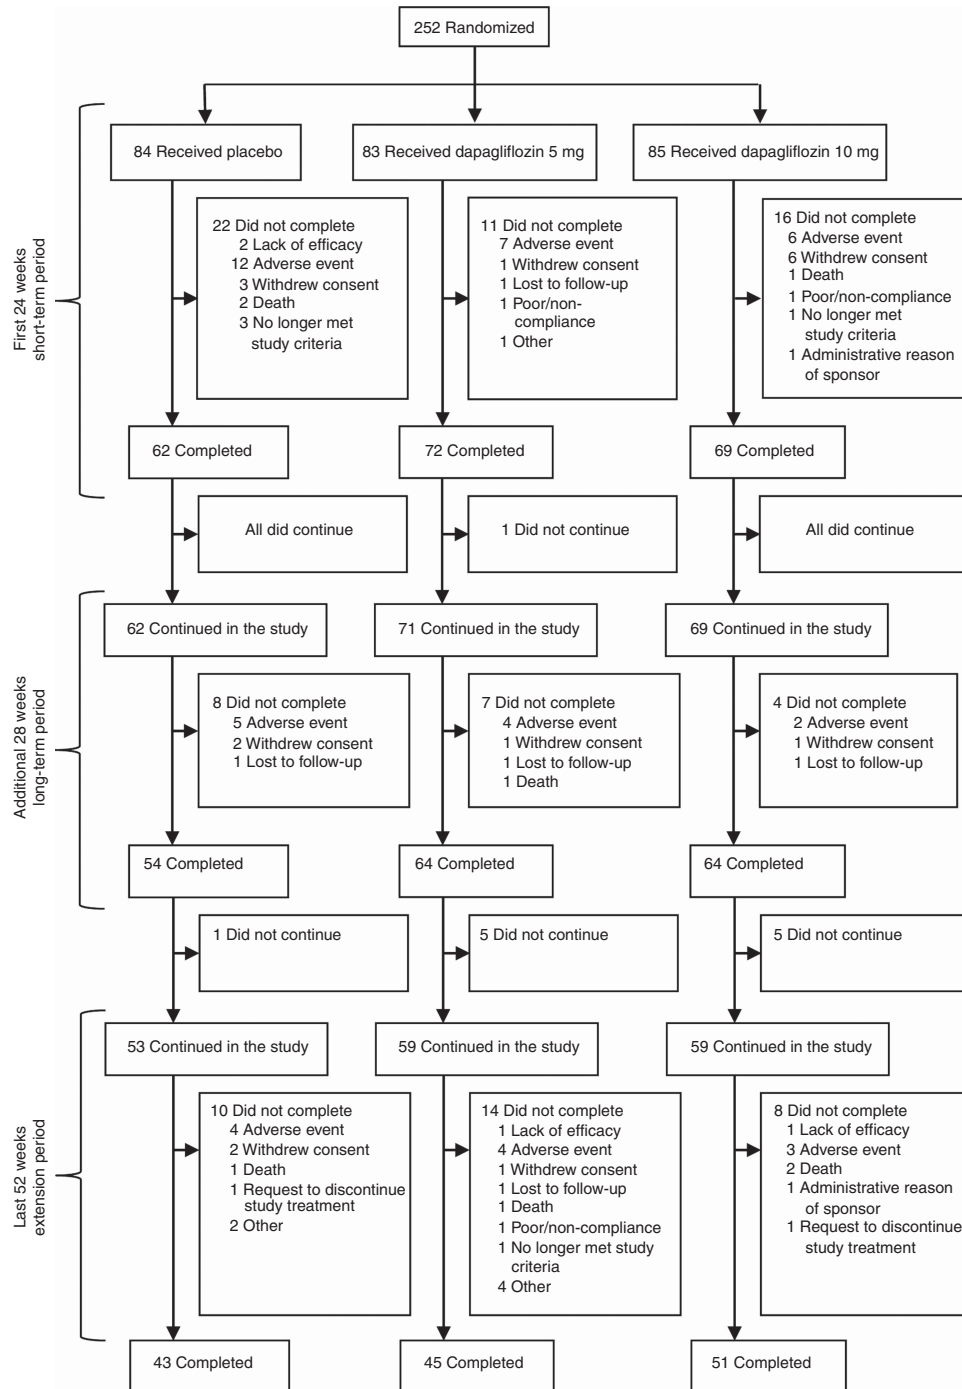 252 Randomized
First 24 weeks
short-term period
84 Received placebo
83 Received dapagliflozin 5 mg
85 Received dapagliflozin 10 mg
22 Did not complete
2 Lack of efficacy
12 Adverse event
3 Withdrew consent
2 Death
3 No longer met
study criteria
11 Did not complete
7 Adverse event
1 Withdrew consent
1 Lost to follow-up
1 Poor/non-
compliance
1 Other
16 Did not complete
6 Adverse event
6 Withdrew consent
1 Death
1 Poor/non-compliance
1 No longer met
study criteria
1 Administrative reason
of sponsor
62 Completed
72 Completed
69 Completed
All did continue
1 Did not continue
All did continue
Additional 28 weeks
long-term period
62 Continued in the study
71 Continued in the study
69 Continued in the study
8 Did not complete
5 Adverse event
2 Withdrew consent
1 Lost to follow-up
7 Did not complete
4 Adverse event
1 Withdrew consent
1 Lost to follow-up
1 Death
4 Did not complete
2 Adverse event
1 Withdrew consent
1 Lost to follow-up
54 Completed
64 Completed
64 Completed
1 Did not continue
5 Did not continue
5 Did not continue
Last 52 weeks
extension period
53 Continued in the study
59 Continued in the study
59 Continued in the study
10 Did not complete
4 Adverse event
2 Withdrew consent
1 Death
1 Request to discontinue
study treatment
2 Other
14 Did not complete
1 Lack of efficacy
4 Adverse event
1 Withdrew consent
1 Lost to follow-up
1 Death
1 Poor/non-compliance
1 No longer met study
criteria
4 Other
8 Did not complete
1 Lack of efficacy
3 Adverse event
2 Death
1 Administrative reason
of sponsor
1 Request to discontinue
study treatment
43 Completed
45 Completed
51 Completed